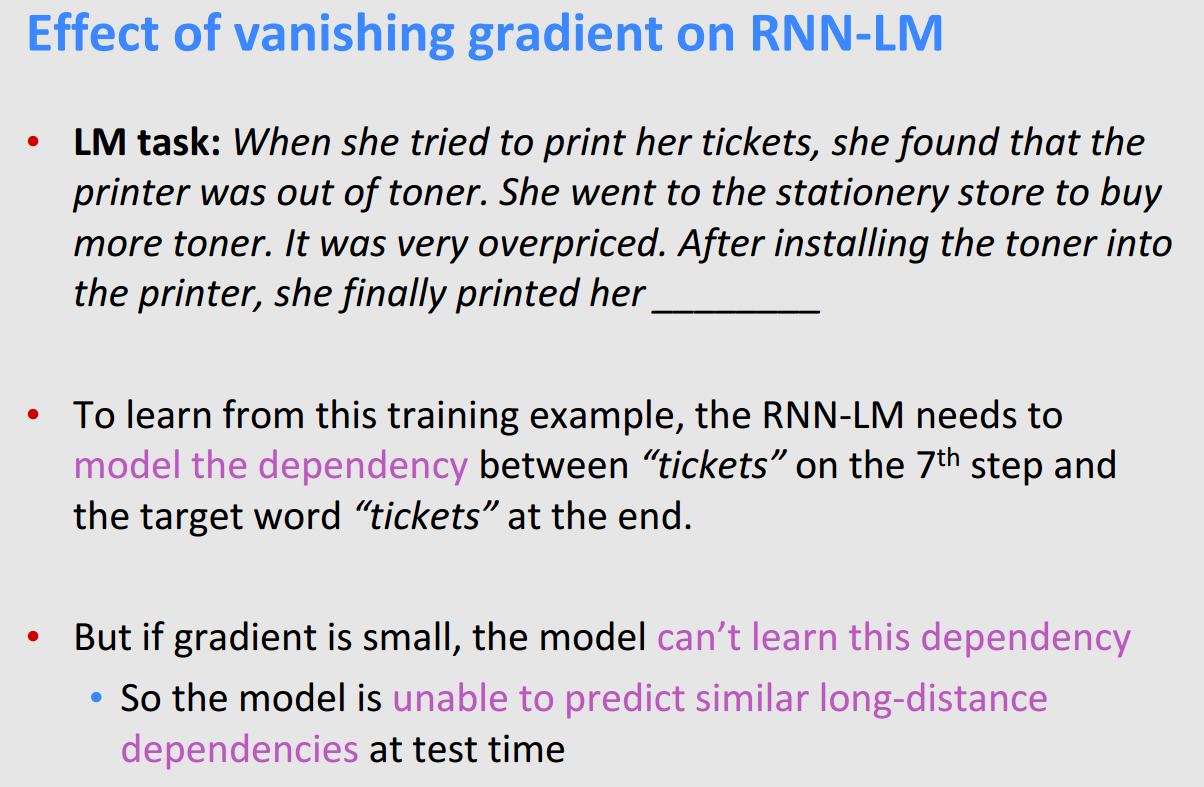 Effect of vanishing gradient on RNN-LM
• LM task: When she tried to print her tickets, she found that the
printer was out of toner. She went to the stationery store to buy
more toner. It was very overpriced. After installing the toner into
the printer, she finally printed her ________
• To learn from this training example, the RNN-LM needs to
model the dependency between “tickets” on the 7th step and
the target word “tickets” at the end.
• But if gradient is small, the model can’t learn this dependency
• So the model is unable to predict similar long-distance
dependencies at test time